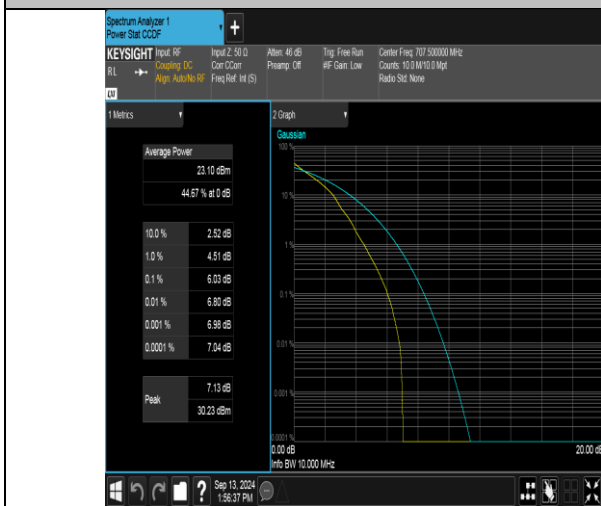 Spectrum Analyzer 1
Power Stat CCDF
+
KEYSIGHT Input: RF Input Z: 50 Ω Atten: 46 dB Trig: Free Run Center Freq: 707.500000 MHz
RL Coupling: DC Corr CCorr Preamp: Off #IF Gain: Low Counts: 10.0 M/10.0 Mpt
Align: Auto/No RF Freq Ref: Int (S) Radio Std: None
1 Metrics
2 Graph
Average Power
23.10 dBm
44.67 % at 0 dB
10.0 % 2.52 dB
1.0 % 4.51 dB
0.1 % 6.03 dB
0.01 % 6.80 dB
0.001 % 6.98 dB
0.0001 % 7.04 dB
Peak 7.13 dB
30.23 dBm
Gaussian
100 %
10 %
1 %
0.1 %
0.01 %
0.001 %
0.0001 %
0.00 dB 20.00 dB
Info BW 10.000 MHz
?
Sep 13, 2024
1:56:37 PM